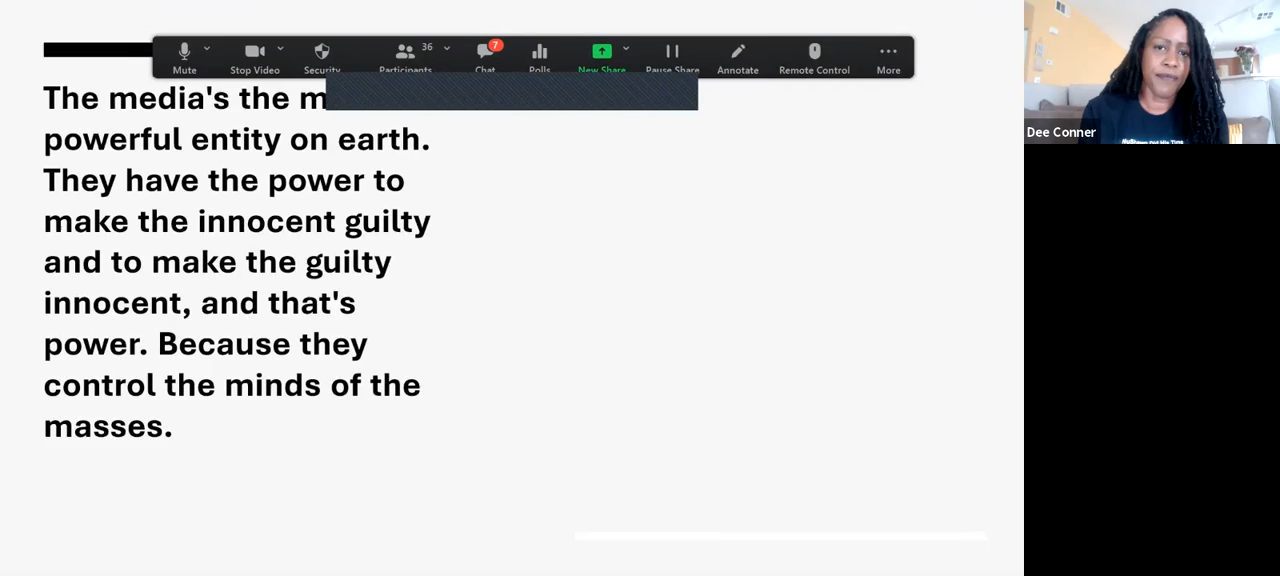 36
7
Mute
Stop Video
Security
Participants
Chat
Polls
New Share
Pause Share
Annotate
Remote Control
More
The media's the m
powerful entity on earth.
They have the power to
make the innocent guilty
and to make the guilty
innocent, and that's
power. Because they
control the minds of the
masses.
Dee Conner